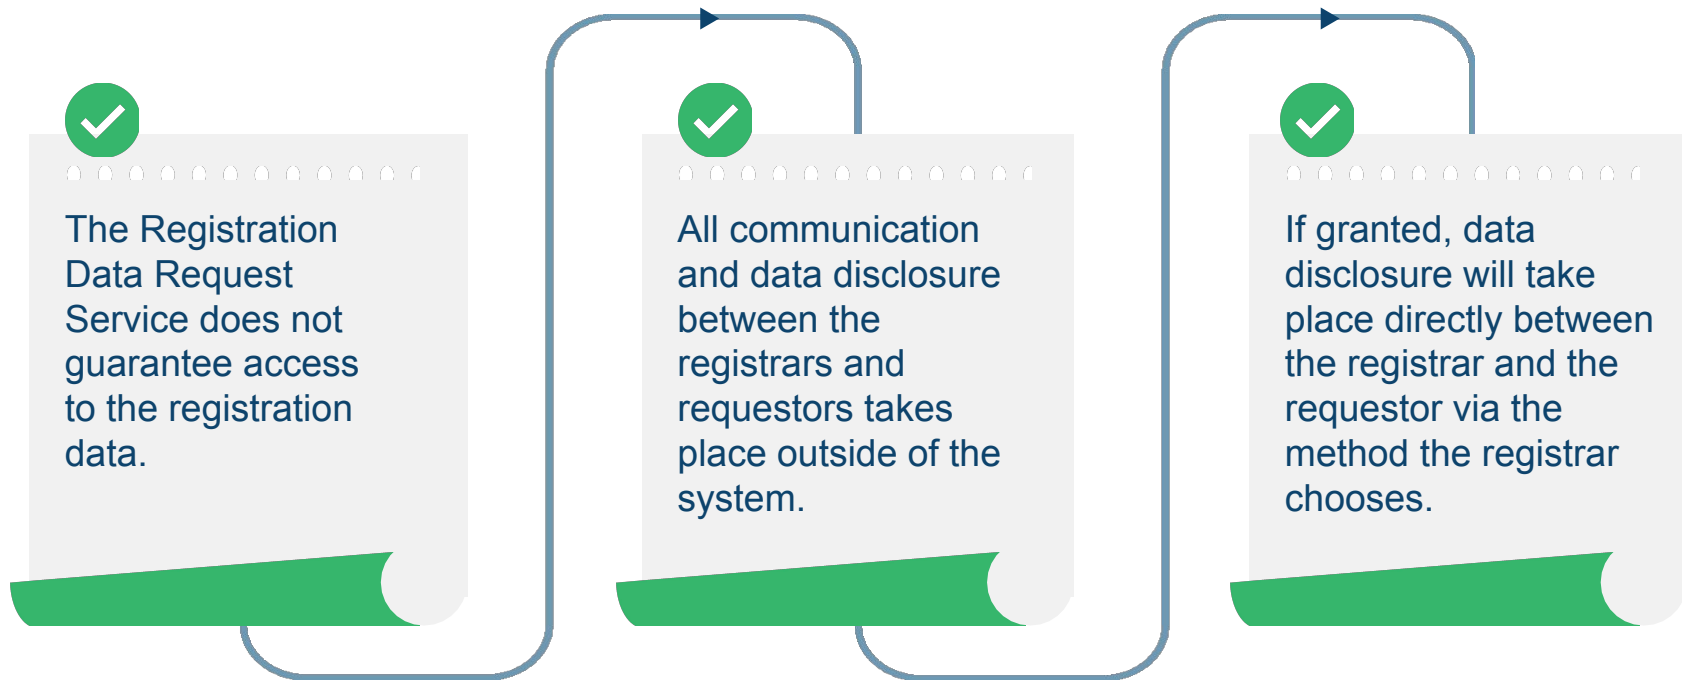 The Registration
Data Request
Service does not
guarantee access
to the registration
data.
All communication
and data disclosure
between the
registrars and
requestors takes
place outside of the
system.
If granted, data
disclosure will take
place directly between
the registrar and the
requestor via the
method the registrar
chooses.